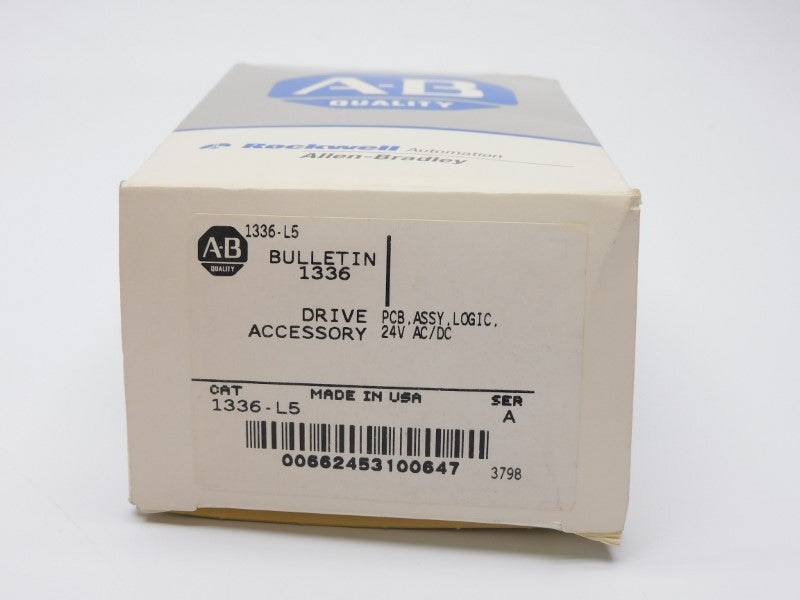 A-B
QUALITY
Rockwell Automation
Allen-Bradley
A-B
QUALITY
1336-L5
BULLETIN
1336
DRIVE
ACCESSORY
PCB,ASSY,LOGIC,
24V AC/DC
CAT
MADE IN USA
SER
1336-L5
A
00662453100647
3798